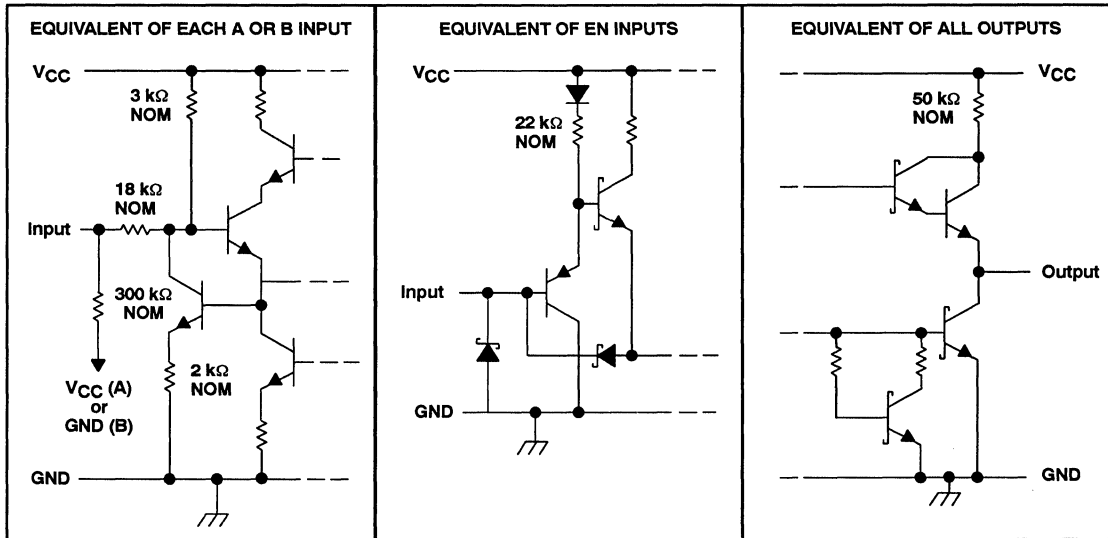 EQUIVALENT OF EACH A OR B INPUT
VCC
3 kΩ
NOM
18 kΩ
NOM
Input
300 kΩ
NOM
2 kΩ
NOM
VCC (A)
or
GND (B)
GND
EQUIVALENT OF EN INPUTS
VCC
22 kΩ
NOM
Input
GND
EQUIVALENT OF ALL OUTPUTS
VCC
50 kΩ
NOM
Output
GND